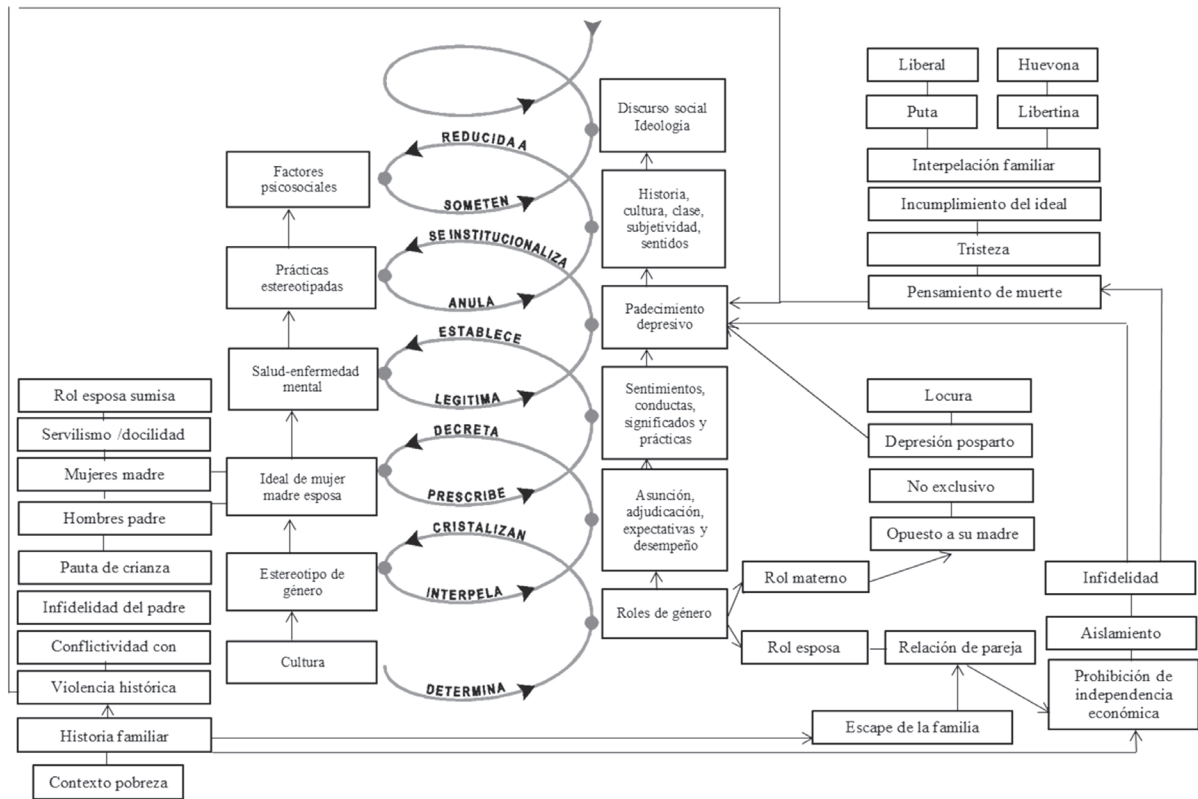 Liberal
Huevona
Puta
Libertina
Interpelación familiar
Incumplimiento del ideal
Tristeza
Pensamiento de muerte
Discurso social
Ideología
Historia,
cultura, clase,
subjetividad,
sentidos
Padecimiento
depresivo
Sentimientos,
conductas,
significados y
prácticas
Asunción,
adjudicación,
expectativas y
desempeño
Roles de género
REDUCIDA A
SOMETEN
SE INSTITUCIONALIZA
ANULA
ESTABLECE
LEGITIMA
DECRETA
PRESCRIBE
CRISTALIZAN
INTERPELA
DETERMINA
Factores
psicosociales
Prácticas
estereotipadas
Salud-enfermedad
mental
Ideal de mujer
madre esposa
Estereotipo de
género
Cultura
Rol esposa sumisa
Servilismo /docilidad
Mujeres madre
Hombres padre
Pauta de crianza
Infidelidad del padre
Conflictividad con
Violencia histórica
Historia familiar
Contexto pobreza
Locura
Depresión posparto
No exclusivo
Opuesto a su madre
Rol materno
Rol esposa
Relación de pareja
Escape de la familia
Infidelidad
Aislamiento
Prohibición de
independencia
económica